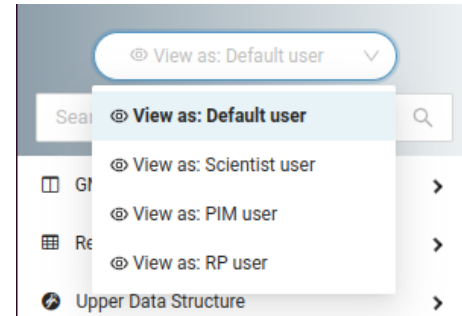 View as: Default user
Sear
View as: Default user
View as: Scientist user
View as: PIM user
View as: RP user
Upper Data Structure